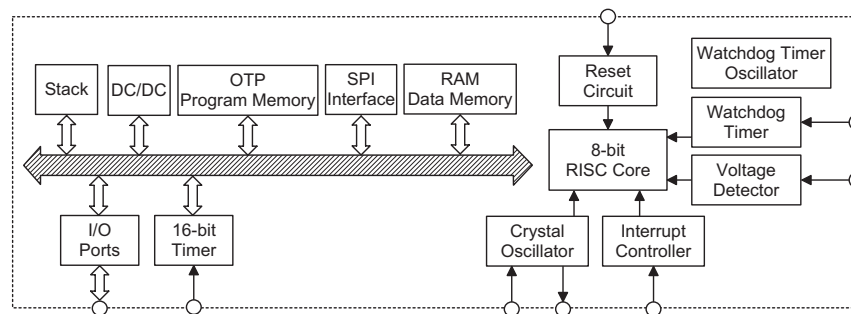 Stack
DC/DC
OTP
Program Memory
SPI
Interface
RAM
Data Memory
Reset
Circuit
Watchdog Timer
Oscillator
8-bit
RISC Core
Watchdog
Timer
Voltage
Detector
I/O
Ports
16-bit
Timer
Crystal
Oscillator
Interrupt
Controller